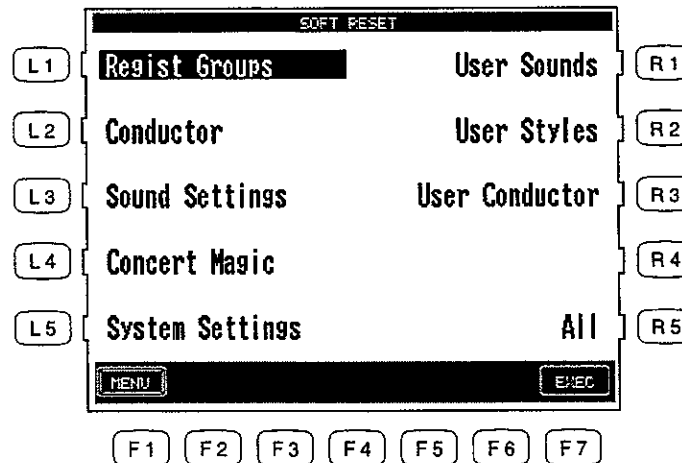 SOFT RESET
L1 Regist Groups User Sounds R1
L2 Conductor User Styles R2
L3 Sound Settings User Conductor R3
L4 Concert Magic R4
L5 System Settings All R5
MENU EXEC
F1 F2 F3 F4 F5 F6 F7